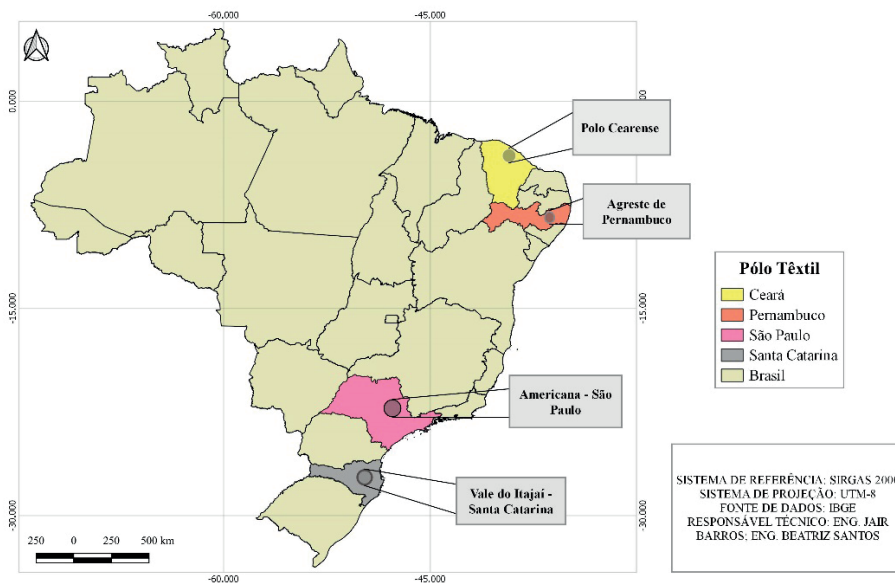 -60.000
-45.000
0.000
Polo Cearense
Agreste de
Pernambuco
Pólo Têxtil
Ceará
Pernambuco
São Paulo
Santa Catarina
Brasil
-15.000
-15.000
Americana - São
Paulo
Vale do Itajaí -
Santa Catarina
SISTEMA DE REFERÊNCIA: SIRGAS 200
SISTEMA DE PROJEÇÃO: UTM-8
FONTE DE DADOS: IBGE
RESPONSÁVEL TÉCNICO: ENG. JAIR
BARROS; ENG. BEATRIZ SANTOS
-30.000
-30.000
250 0 250 500 km
-60.000
-45.000